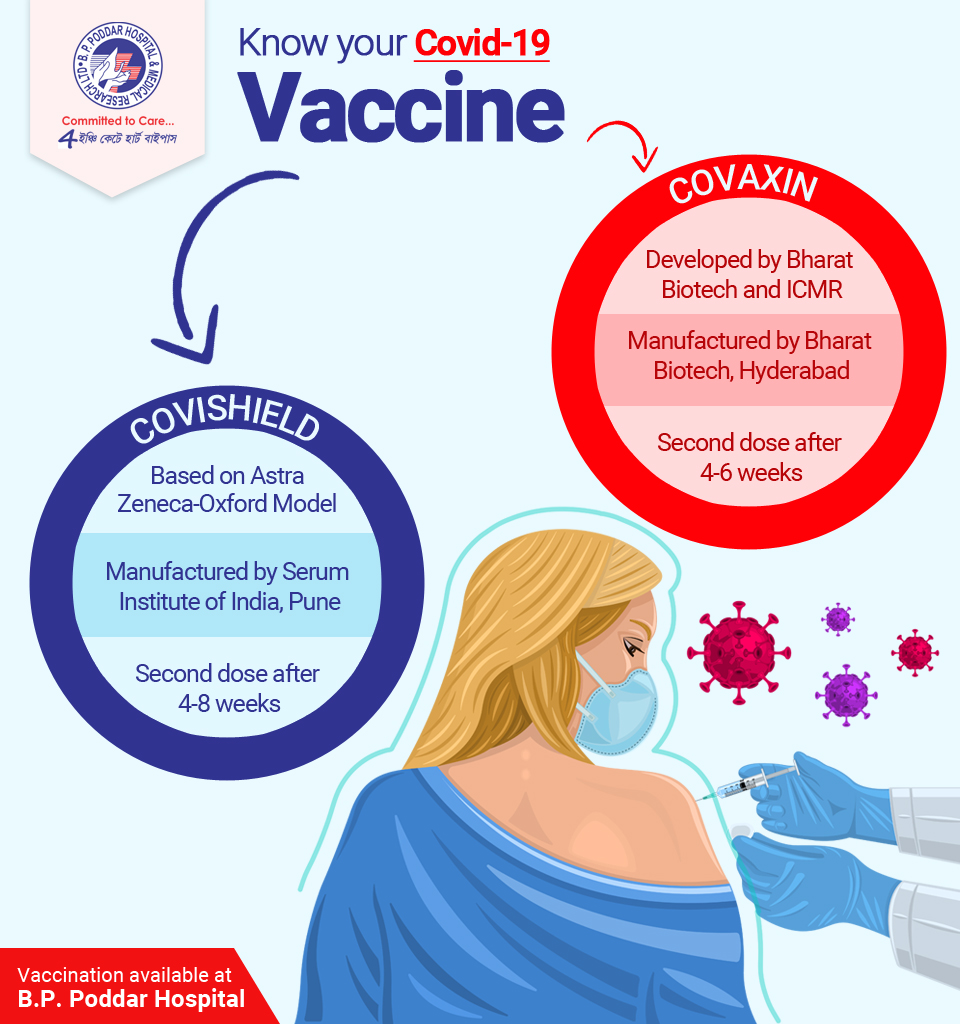 B. P. PODDAR HOSPITAL & MEDICAL RESEARCH LTD.
Committed to Care...
4 ইঞ্চি কেটে হার্ট বাইপাস
Know your Covid-19
Vaccine
COVAXIN
Developed by Bharat
Biotech and ICMR
Manufactured by Bharat
Biotech, Hyderabad
Second dose after
4-6 weeks
COVISHIELD
Based on Astra
Zeneca-Oxford Model
Manufactured by Serum
Institute of India, Pune
Second dose after
4-8 weeks
Vaccination available at
B.P. Poddar Hospital